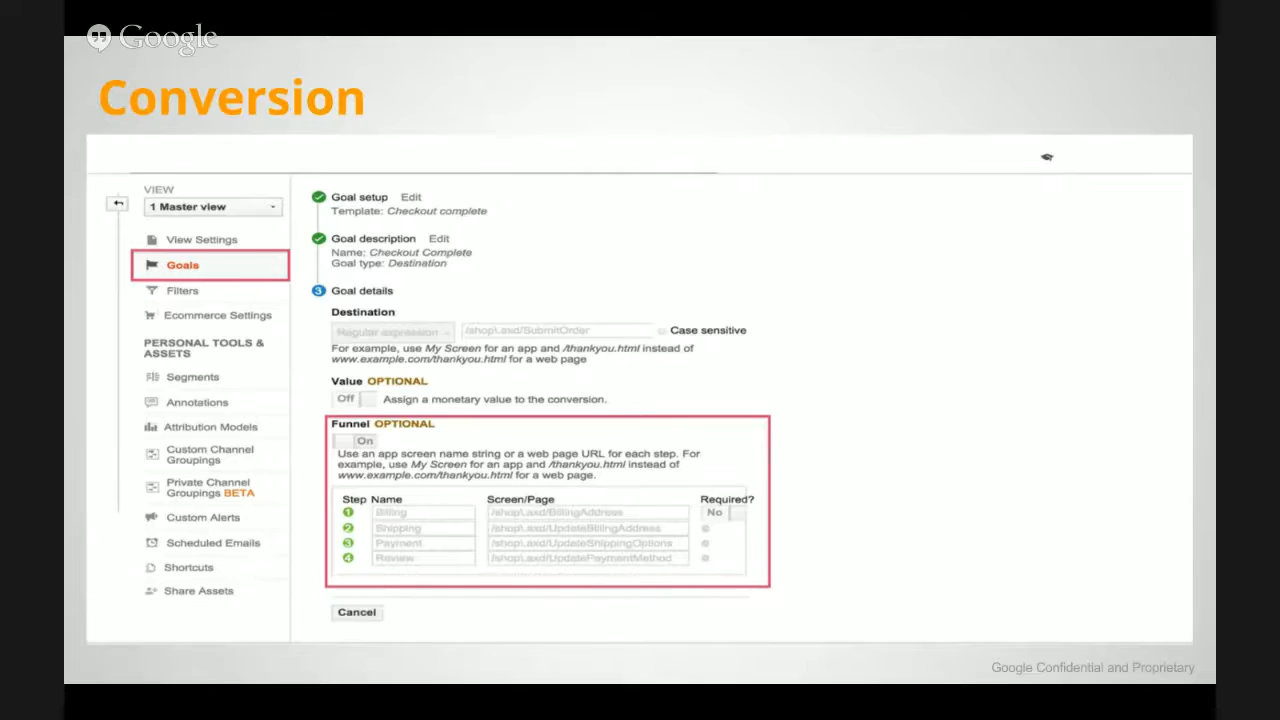 Google
Conversion
VIEW
1 Master view
View Settings
Goals
Filters
Ecommerce Settings
PERSONAL TOOLS &
ASSETS
Segments
Annotations
Attribution Models
Custom Channel
Groupings
Private Channel
Groupings BETA
Custom Alerts
Scheduled Emails
Shortcuts
Share Assets
Goal setup Edit
Template: Checkout complete
Goal description Edit
Name: Checkout Complete
Goal type: Destination
3 Goal details
Destination
Regular expression /shop\.axd/SubmitOrder Case sensitive
For example, use My Screen for an app and /thankyou.html instead of
www.example.com/thankyou.html for a web page
Value OPTIONAL
Off Assign a monetary value to the conversion.
Funnel OPTIONAL
On
Use an app screen name string or a web page URL for each step. For
example, use My Screen for an app and /thankyou.html instead of
www.example.com/thankyou.html for a web page.
Step Name Screen/Page Required?
1 Billing /shop\.axd/BillingAddress No
2 Shipping /shop\.axd/UpdateBillingAddress
3 Payment /shop\.axd/UpdateShippingOptions
4 Review /shop\.axd/UpdatePaymentMethod
Cancel
Google Confidential and Proprietary